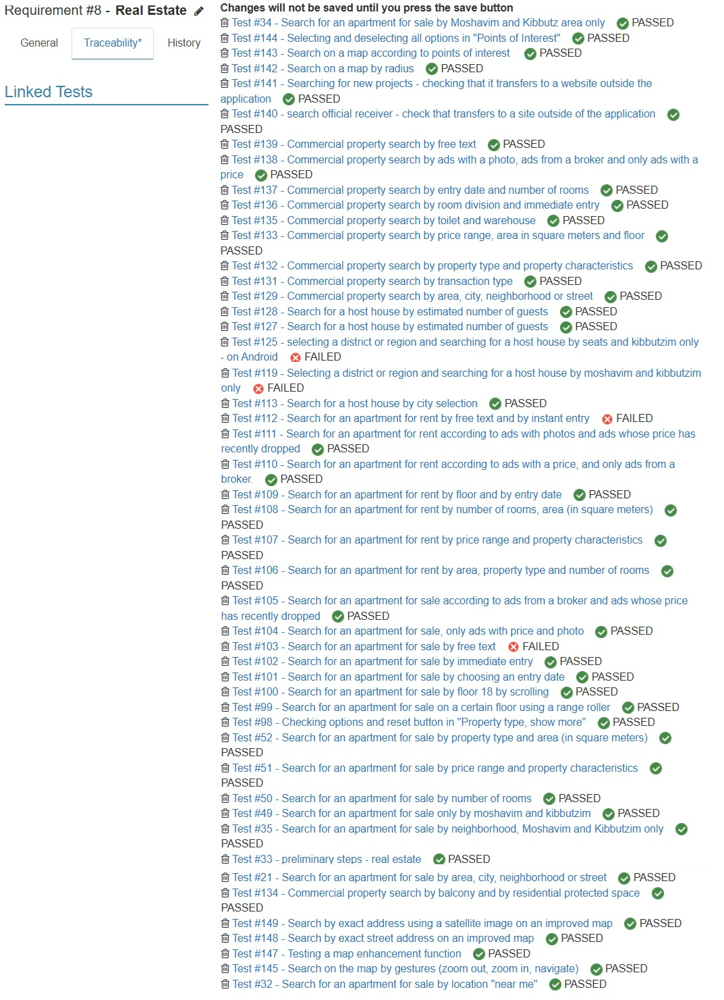 Requirement #8 - Real Estate
General
Traceability*
History
Linked Tests
Changes will not be saved until you press the save button
Test #34 - Search for an apartment for sale by Moshavim and Kibbutz area only PASSED
Test #144 - Selecting and deselecting all options in "Points of Interest" PASSED
Test #143 - Search on a map according to points of interest PASSED
Test #142 - Search on a map by radius PASSED
Test #141 - Searching for new projects - checking that it transfers to a website outside the
application PASSED
Test #140 - search official receiver - check that transfers to a site outside of the application
PASSED
Test #139 - Commercial property search by free text PASSED
Test #138 - Commercial property search by ads with a photo, ads from a broker and only ads with a
price PASSED
Test #137 - Commercial property search by entry date and number of rooms PASSED
Test #136 - Commercial property search by room division and immediate entry PASSED
Test #135 - Commercial property search by toilet and warehouse PASSED
Test #133 - Commercial property search by price range, area in square meters and floor
PASSED
Test #132 - Commercial property search by property type and property characteristics PASSED
Test #131 - Commercial property search by transaction type PASSED
Test #129 - Commercial property search by area, city, neighborhood or street PASSED
Test #128 - Search for a host house by estimated number of guests PASSED
Test #127 - Search for a host house by estimated number of guests PASSED
Test #125 - selecting a district or region and searching for a host house by seats and kibbutzim only
- on Android FAILED
Test #119 - Selecting a district or region and searching for a host house by moshavim and kibbutzim
only FAILED
Test #113 - Search for a host house by city selection PASSED
Test #112 - Search for an apartment for rent by free text and by instant entry FAILED
Test #111 - Search for an apartment for rent according to ads with photos and ads whose price has
recently dropped PASSED
Test #110 - Search for an apartment for rent according to ads with a price, and only ads from a
broker. PASSED
Test #109 - Search for an apartment for rent by floor and by entry date PASSED
Test #108 - Search for an apartment for rent by number of rooms, area (in square meters)
PASSED
Test #107 - Search for an apartment for rent by price range and property characteristics
PASSED
Test #106 - Search for an apartment for rent by area, property type and number of rooms
PASSED
Test #105 - Search for an apartment for sale according to ads from a broker and ads whose price
has recently dropped PASSED
Test #104 - Search for an apartment for sale, only ads with price and photo PASSED
Test #103 - Search for an apartment for sale by free text FAILED
Test #102 - Search for an apartment for sale by immediate entry PASSED
Test #101 - Search for an apartment for sale by choosing an entry date PASSED
Test #100 - Search for an apartment for sale by floor 18 by scrolling PASSED
Test #99 - Search for an apartment for sale on a certain floor using a range roller PASSED
Test #98 - Checking options and reset button in "Property type, show more" PASSED
Test #52 - Search for an apartment for sale by property type and area (in square meters)
PASSED
Test #51 - Search for an apartment for sale by price range and property characteristics
PASSED
Test #50 - Search for an apartment for sale by number of rooms PASSED
Test #49 - Search for an apartment for sale only by moshavim and kibbutzim PASSED
Test #35 - Search for an apartment for sale by neighborhood, Moshavim and Kibbutzim only
PASSED
Test #33 - preliminary steps - real estate PASSED
Test #21 - Search for an apartment for sale by area, city, neighborhood or street PASSED
Test #134 - Commercial property search by balcony and by residential protected space
PASSED
Test #149 - Search by exact address using a satellite image on an improved map PASSED
Test #148 - Search by exact street address on an improved map PASSED
Test #147 - Testing a map enhancement function PASSED
Test #145 - Search on the map by gestures (zoom out, zoom in, navigate) PASSED
Test #32 - Search for an apartment for sale by location "near me" PASSED